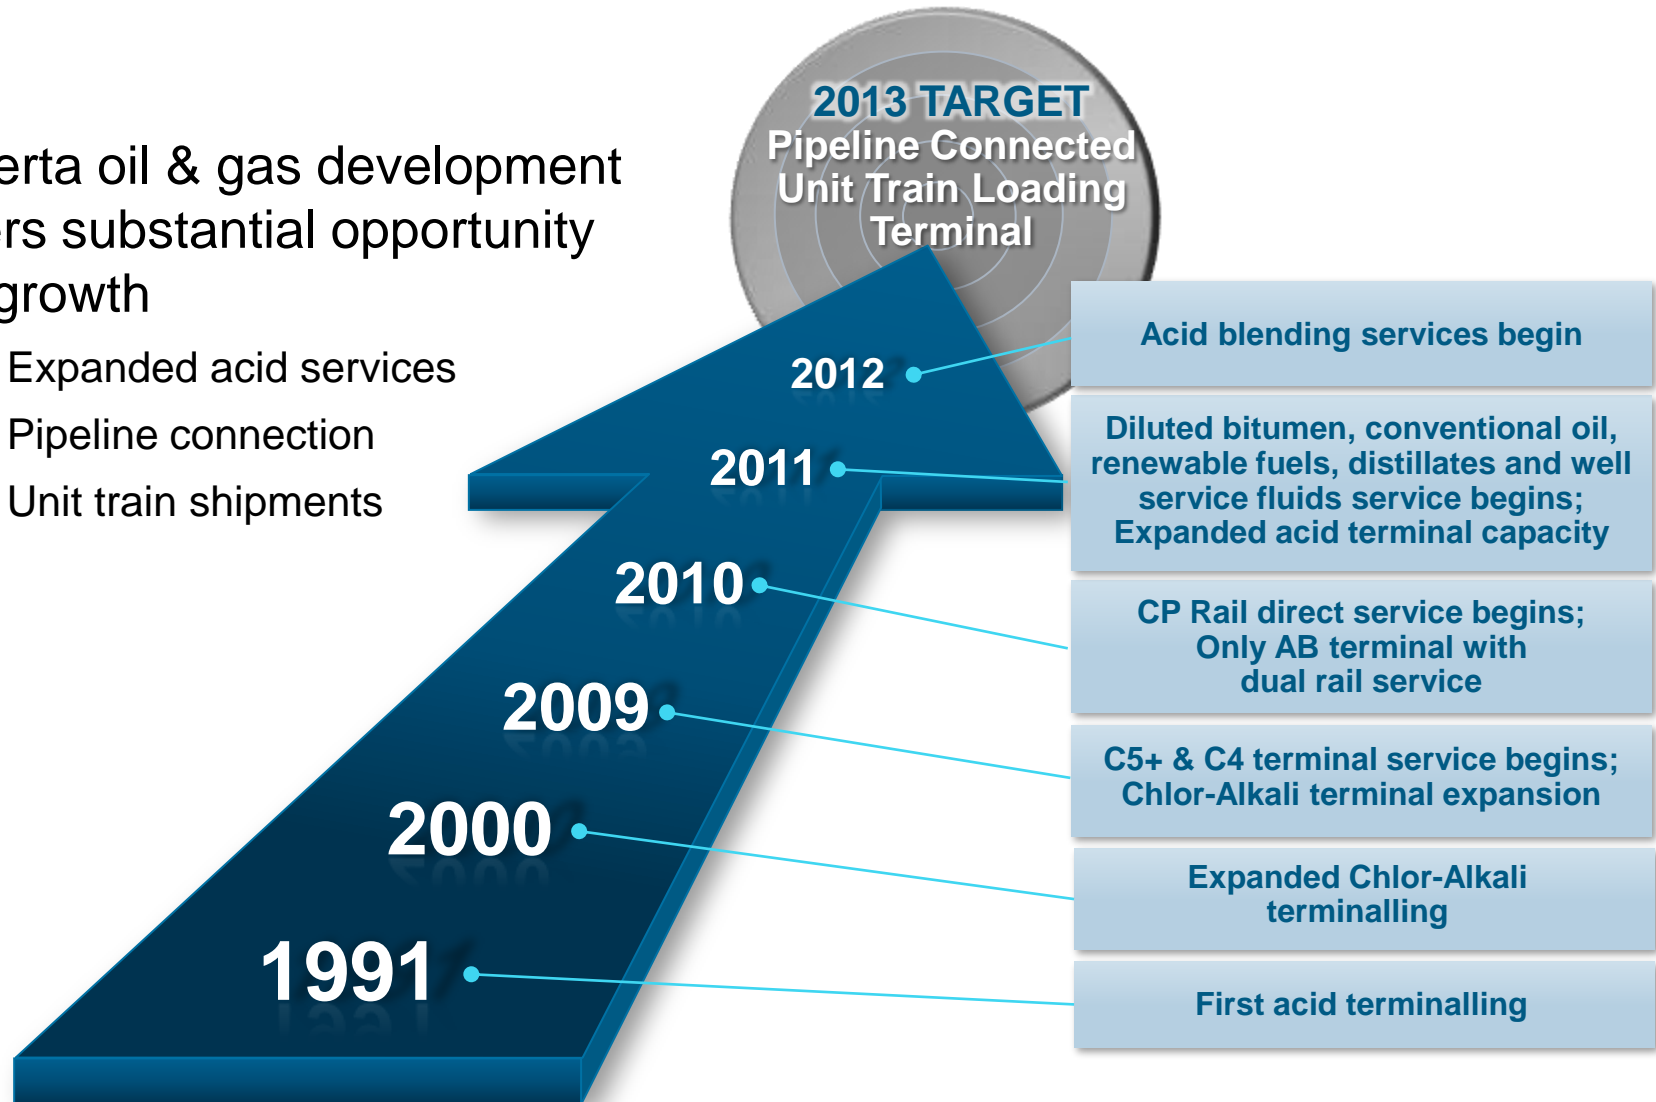 2013 TARGET
Pipeline Connected
Unit Train Loading
Terminal
erta oil & gas development
ers substantial opportunity
growth
Expanded acid services
Pipeline connection
Unit train shipments
2012
Acid blending services begin
2011
Diluted bitumen, conventional oil,
renewable fuels, distillates and well
service fluids service begins;
Expanded acid terminal capacity
2010
CP Rail direct service begins;
Only AB terminal with
dual rail service
2009
C5+ & C4 terminal service begins;
Chlor-Alkali terminal expansion
2000
Expanded Chlor-Alkali
terminalling
1991
First acid terminalling